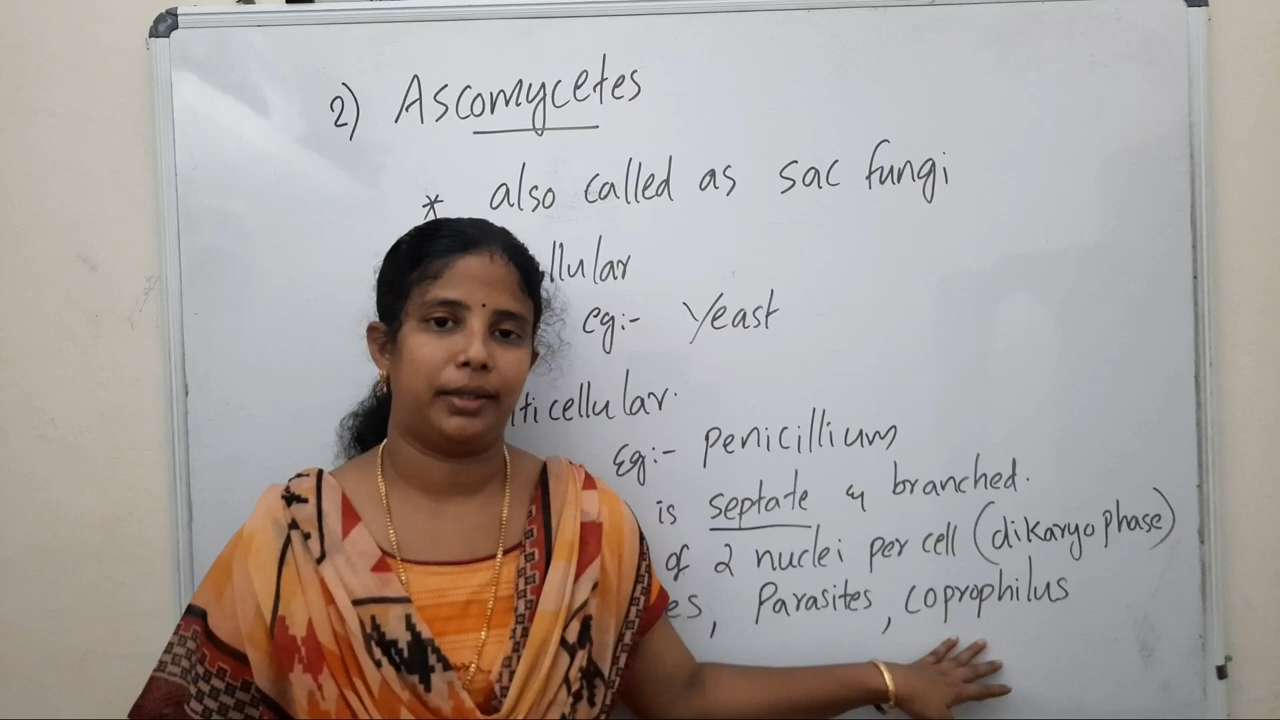 2) Ascomycetes
* also called as sac fungi
llular
eg:- Yeast
ticellular.
Eg:- Penicillium
is septate & branched.
of 2 nuclei per cell (dikaryophase)
es, Parasites, coprophilus